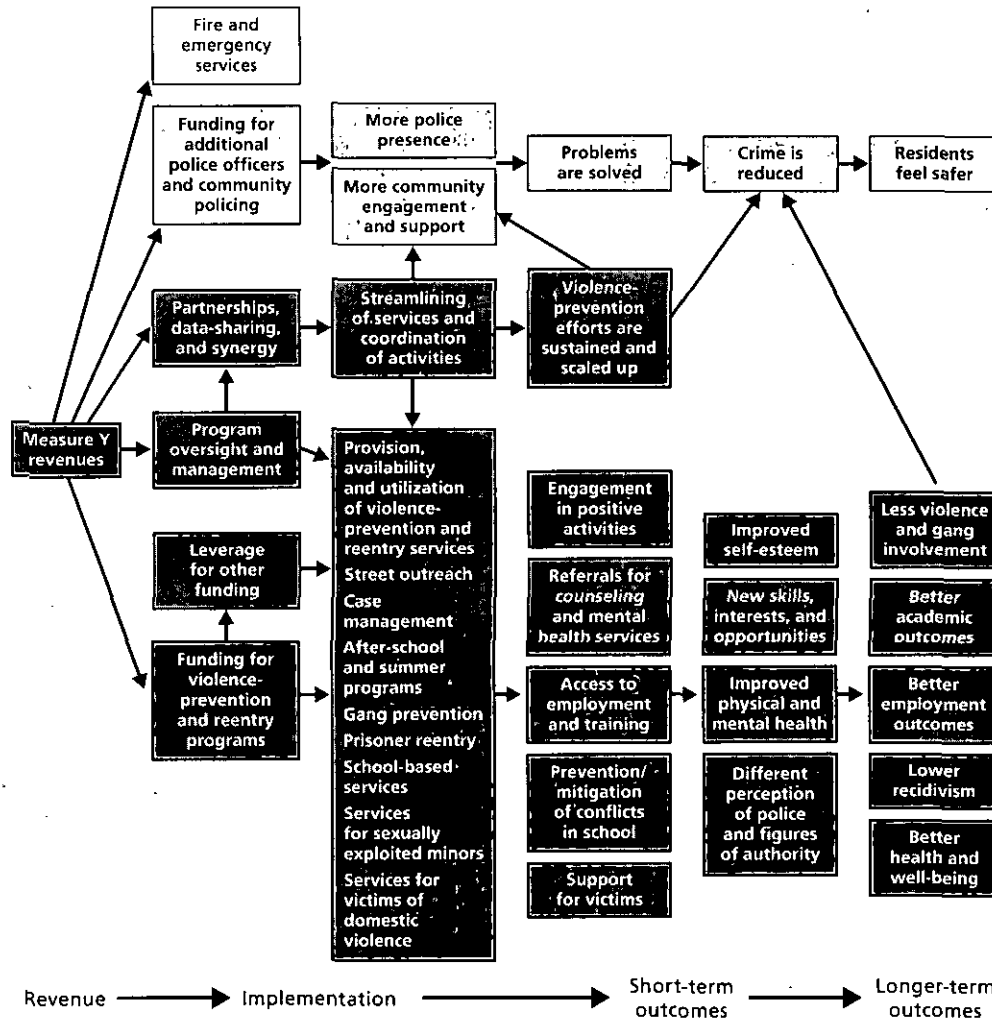 Fire and
emergency
services
Funding for
additional
police officers
and community
policing
More police
presence
More community
engagement
and support
Problems
are solved
Crime is
reduced
Residents
feel safer
Partnerships,
data-sharing,
and synergy
Streamlining
of services and
coordination
of activities
Violence-
prevention
efforts are
sustained and
scaled up
Measure Y
revenues
Program
oversight and
management
Leverage
for other
funding
Funding for
violence-
prevention
and reentry
programs
Provision,
availability
and utilization
of violence-
prevention and
reentry services
Street outreach
Case
management
After-school
and summer
programs
Gang prevention
Prisoner reentry
School-based
services
Services
for sexually
exploited minors
Services for
victims of
domestic
violence
Engagement
in positive
activities
Referrals for
counseling
and mental
health services
Access to
employment
and training
Prevention/
mitigation
of conflicts
in school
Support
for victims
Improved
self-esteem
New skills,
interests, and
opportunities
Improved
physical and
mental health
Different
perception
of police
and figures
of authority
Less violence
and gang
involvement
Better
academic
outcomes
Better
employment
outcomes
Lower
recidivism
Better
health and
well-being
Revenue
Implementation
Short-term
outcomes
Longer-term
outcomes